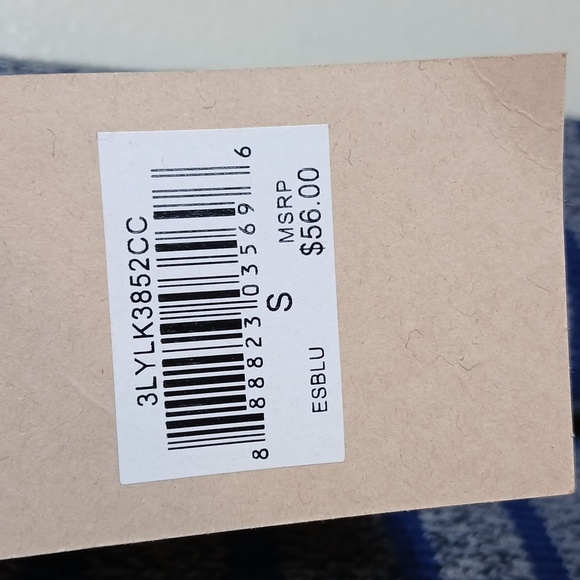 3LYLK3852CC
8 88823 03569 6
S
ESBLU MSRP
$56.00